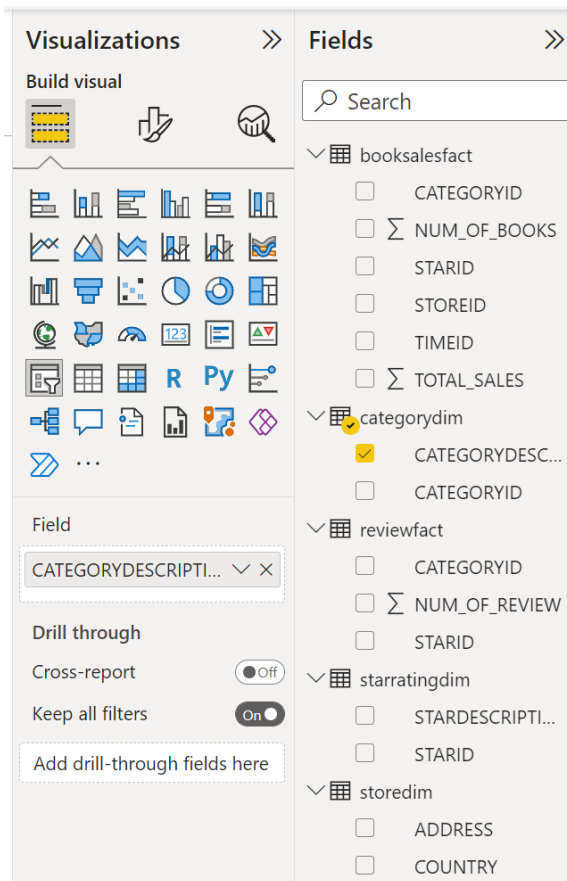 Visualizations
Build visual
123
R
Py
...
Field
CATEGORYDESCRIPTI...
Drill through
Cross-report
Off
Keep all filters
On
Add drill-through fields here
Fields
Search
booksalesfact
CATEGORYID
∑ NUM_OF_BOOKS
STARID
STOREID
TIMEID
∑ TOTAL_SALES
categorydim
CATEGORYDESC...
CATEGORYID
reviewfact
CATEGORYID
∑ NUM_OF_REVIEW
STARID
starratingdim
STARDESCRIPTI...
STARID
storedim
ADDRESS
COUNTRY